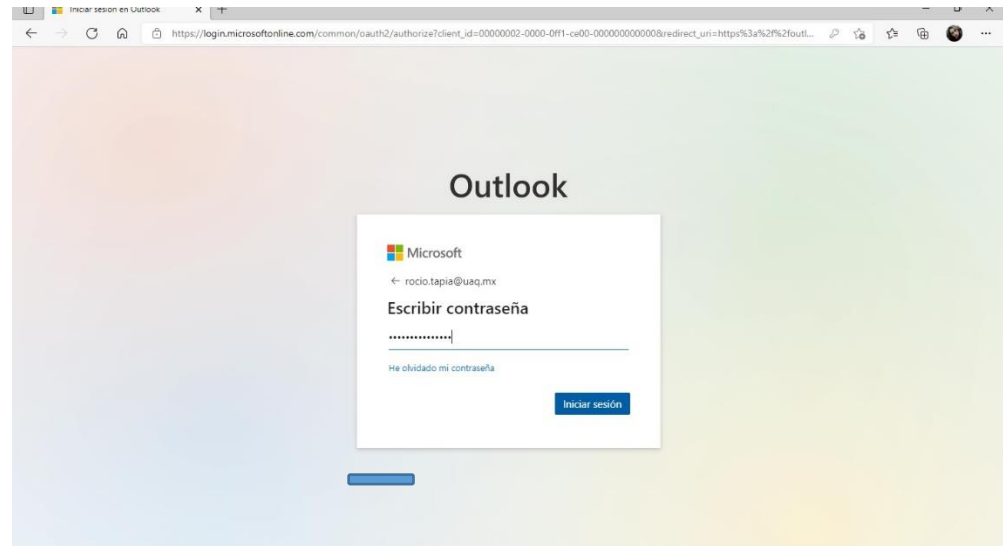 Iniciar sesión en Outlook
https://login.microsoftonline.com/common/oauth2/authorize?client_id=00000002-0000-0ff1-ce00-000000000000&redirect_uri=https%3a%2f%2foutl...
Outlook
Microsoft
← rocio.tapia@uaq.mx
Escribir contraseña
•••••••••••••••
He olvidado mi contraseña
Iniciar sesión